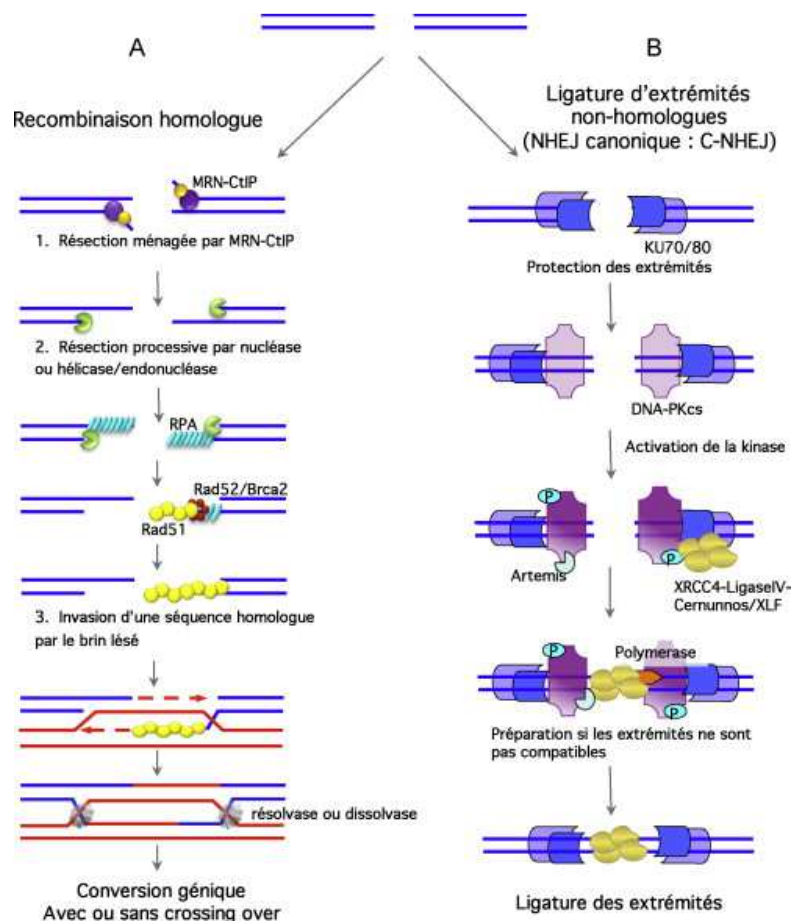 A
Recombinaison homologue
MRN-CtIP
1. Résection ménagée par MRN-CtIP
2. Résection processive par nucléase
ou hélicase/endonucléase
RPA
Rad52/Brca2
Rad51
3. Invasion d'une séquence homologue
par le brin lésé
résolvase ou dissolvase
Conversion génique
Avec ou sans crossing over
B
Ligature d'extrémités
non-homologues
(NHEJ canonique : C-NHEJ)
KU70/80
Protection des extrémités
DNA-PKcs
Activation de la kinase
P
P
Artemis
XRCC4-LigaseIV-
Cernunnos/XLF
P
Polymerase
P
Préparation si les extrémités ne sont
pas compatibles
Ligature des extrémités